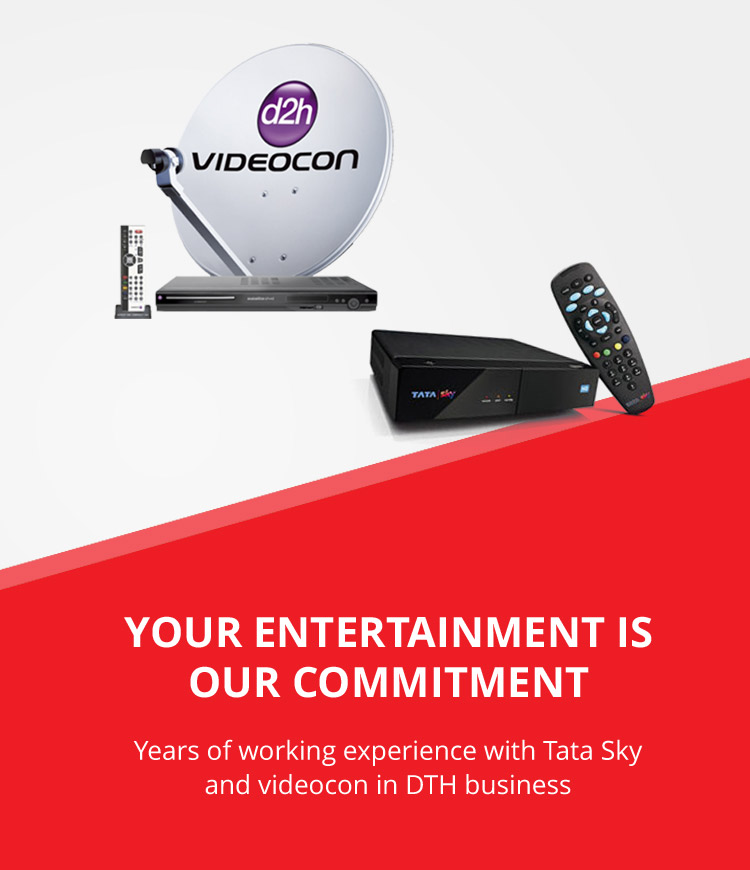 d2h
VIDEOCON
TATA sky
YOUR ENTERTAINMENT IS
OUR COMMITMENT
Years of working experience with Tata Sky
and videocon in DTH business